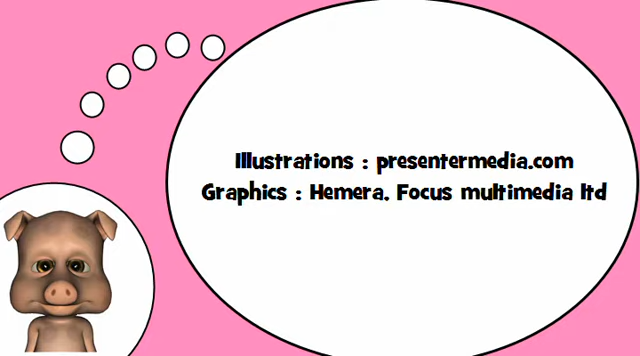 Illustrations : presentermedia.com
Graphics : Hemera. Focus multimedia ltd